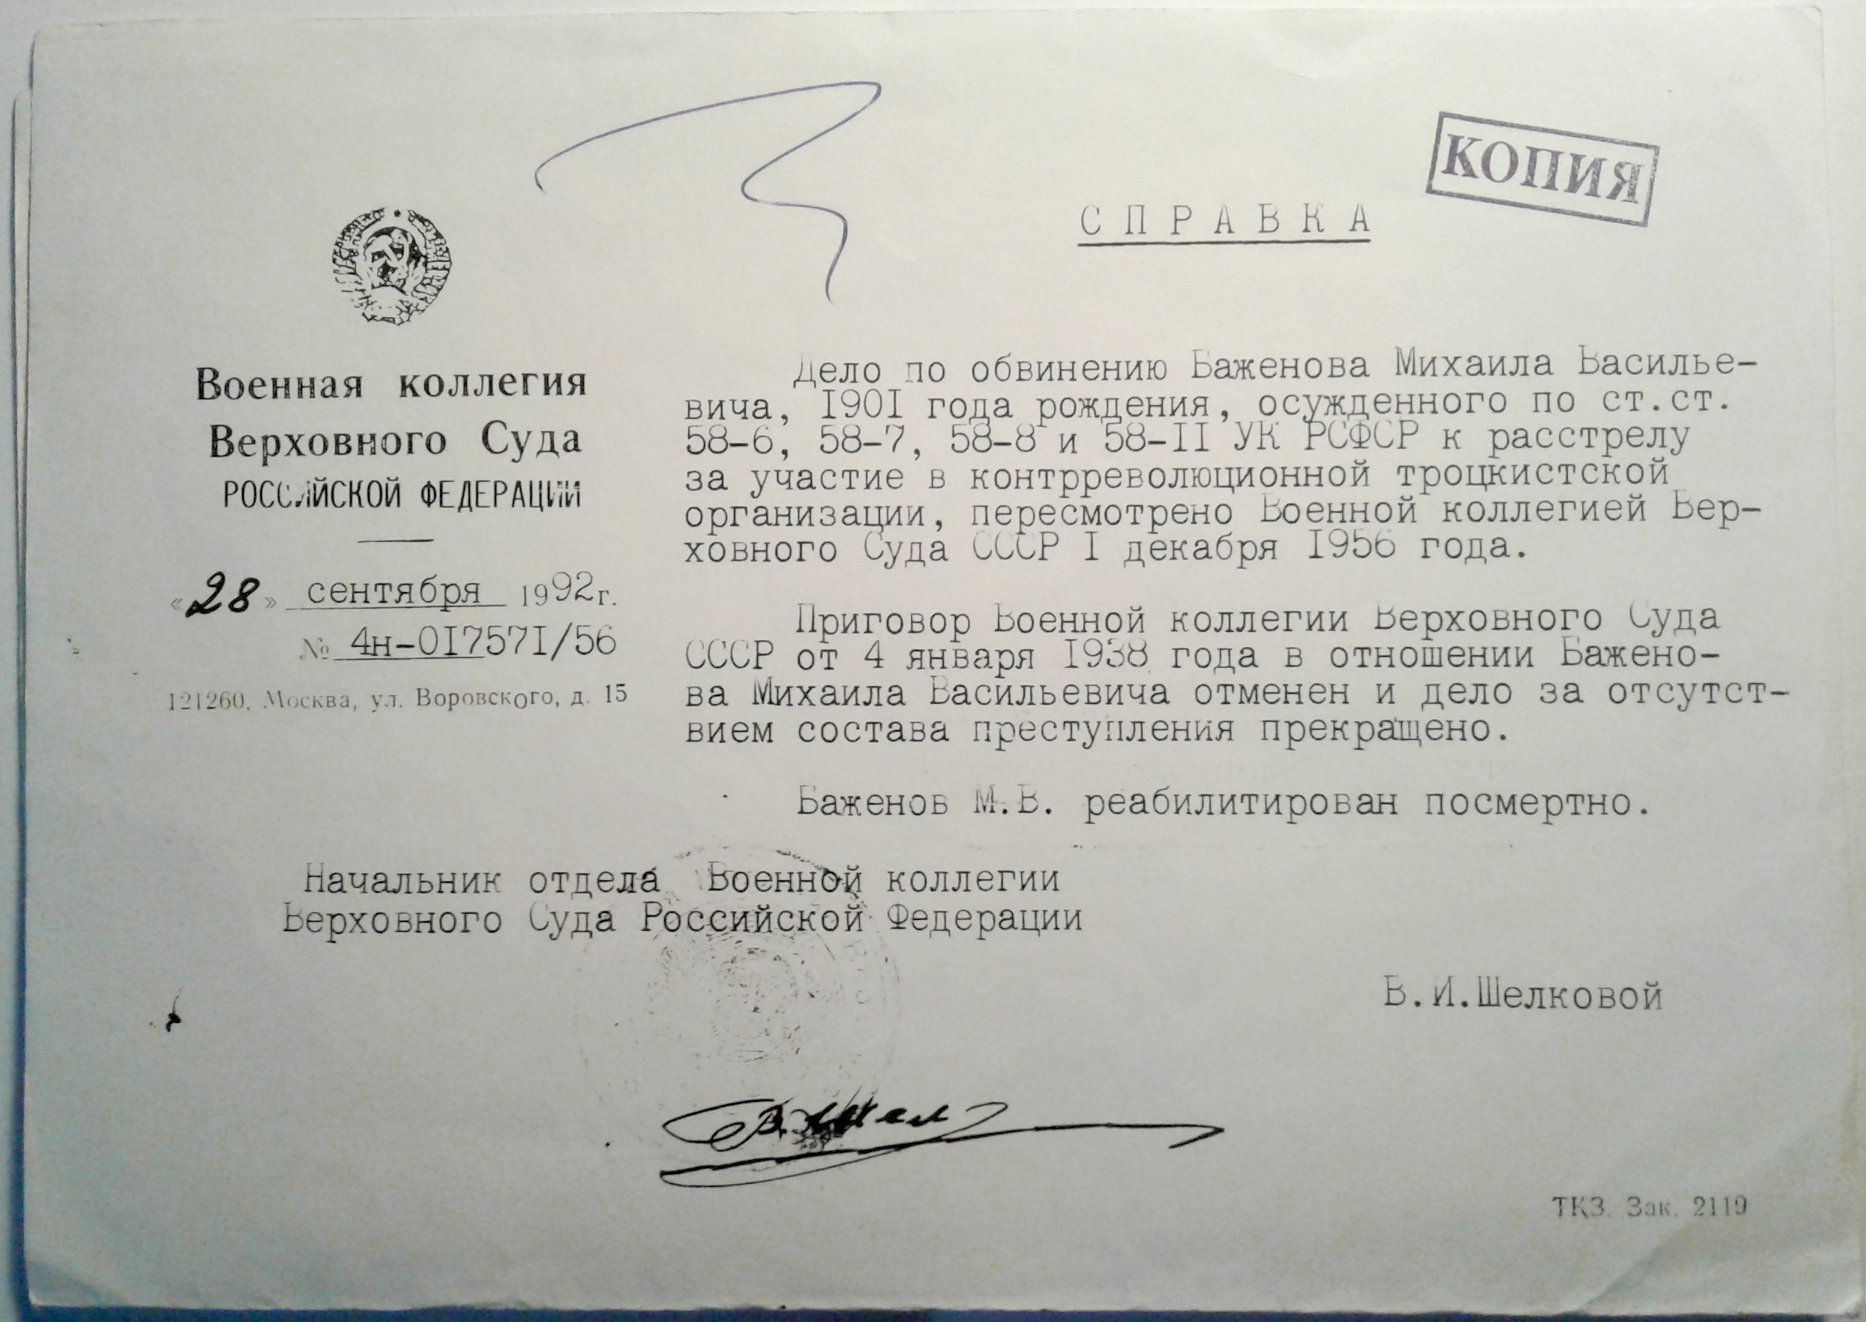 КОПИЯ
СПРАВКА
Военная коллегия
Верховного Суда
РОССИЙСКОЙ ФЕДЕРАЦИИ
«28» сентября 1992г.
№ 4н-017571/56
121260, Москва, ул. Воровского, д. 15
Дело по обвинению Баженова Михаила Василье-
вича, 1901 года рождения, осужденного по ст.ст.
58-6, 58-7, 58-8 и 58-11 УК РСФСР к расстрелу
за участие в контрреволюционной троцкистской
организации, пересмотрено Военной коллегией Вер-
ховного Суда СССР 1 декабря 1956 года.
Приговор Военной коллегии Верховного Суда
СССР от 4 января 1938 года в отношении Бажено-
ва Михаила Васильевича отменен и дело за отсутст-
вием состава преступления прекращено.
Баженов М.В. реабилитирован посмертно.
Начальник отдела Военной коллегии
Верховного Суда Российской Федерации
В.И.Шелковой
ТКЗ. Зак. 2119